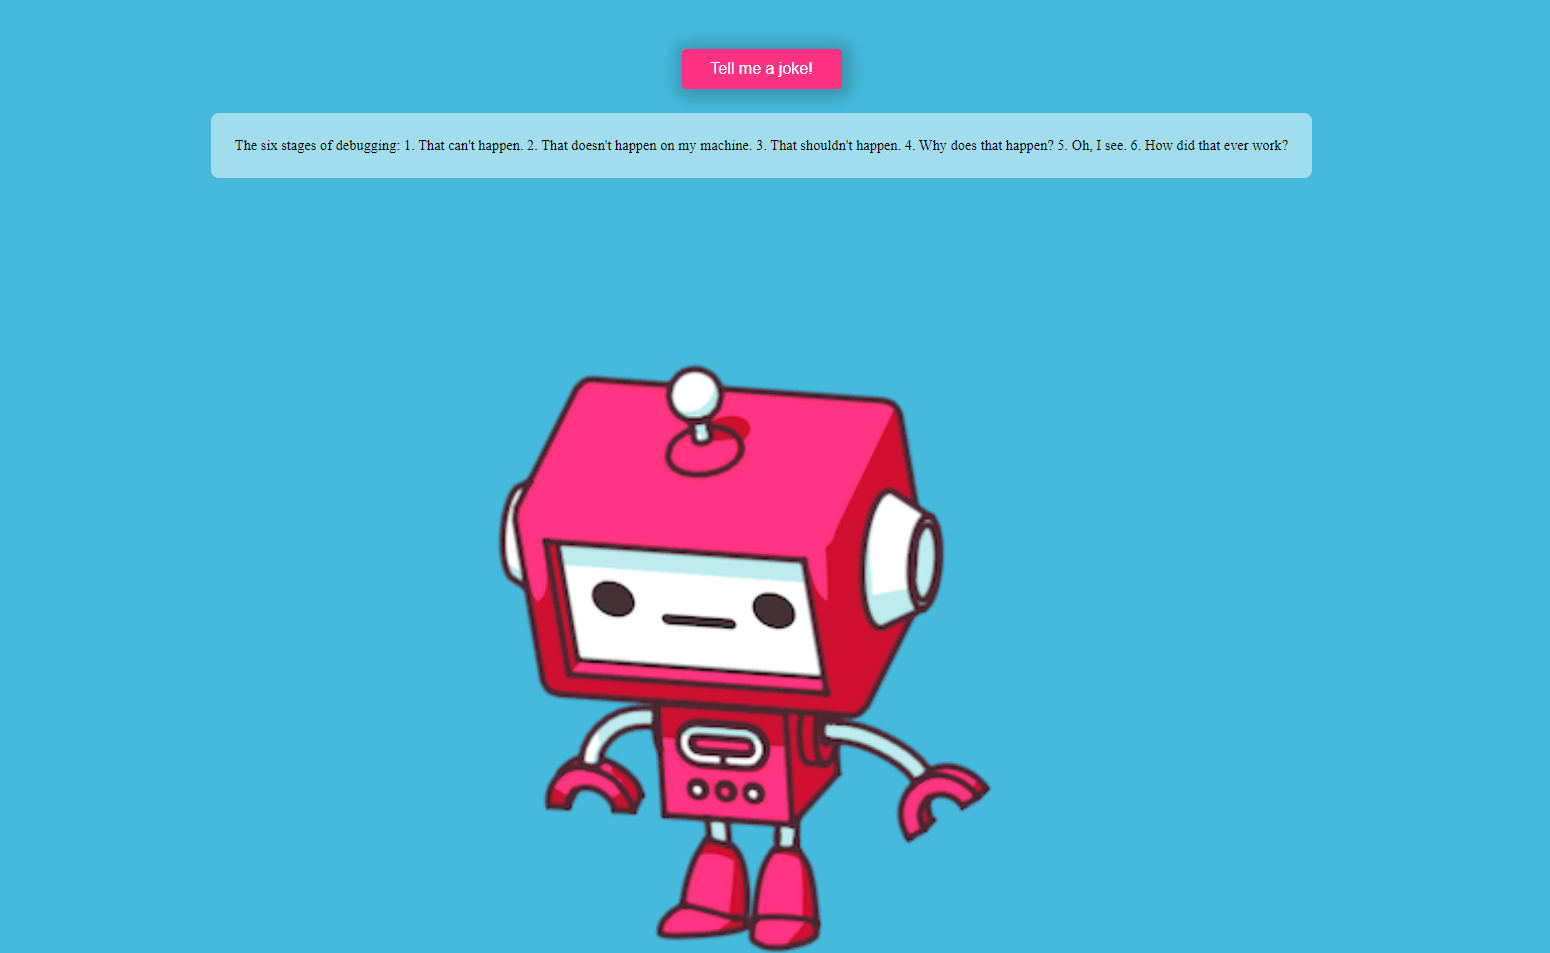 Tell me a joke!
The six stages of debugging: 1. That can't happen. 2. That doesn't happen on my machine. 3. That shouldn't happen. 4. Why does that happen? 5. Oh, I see. 6. How did that ever work?